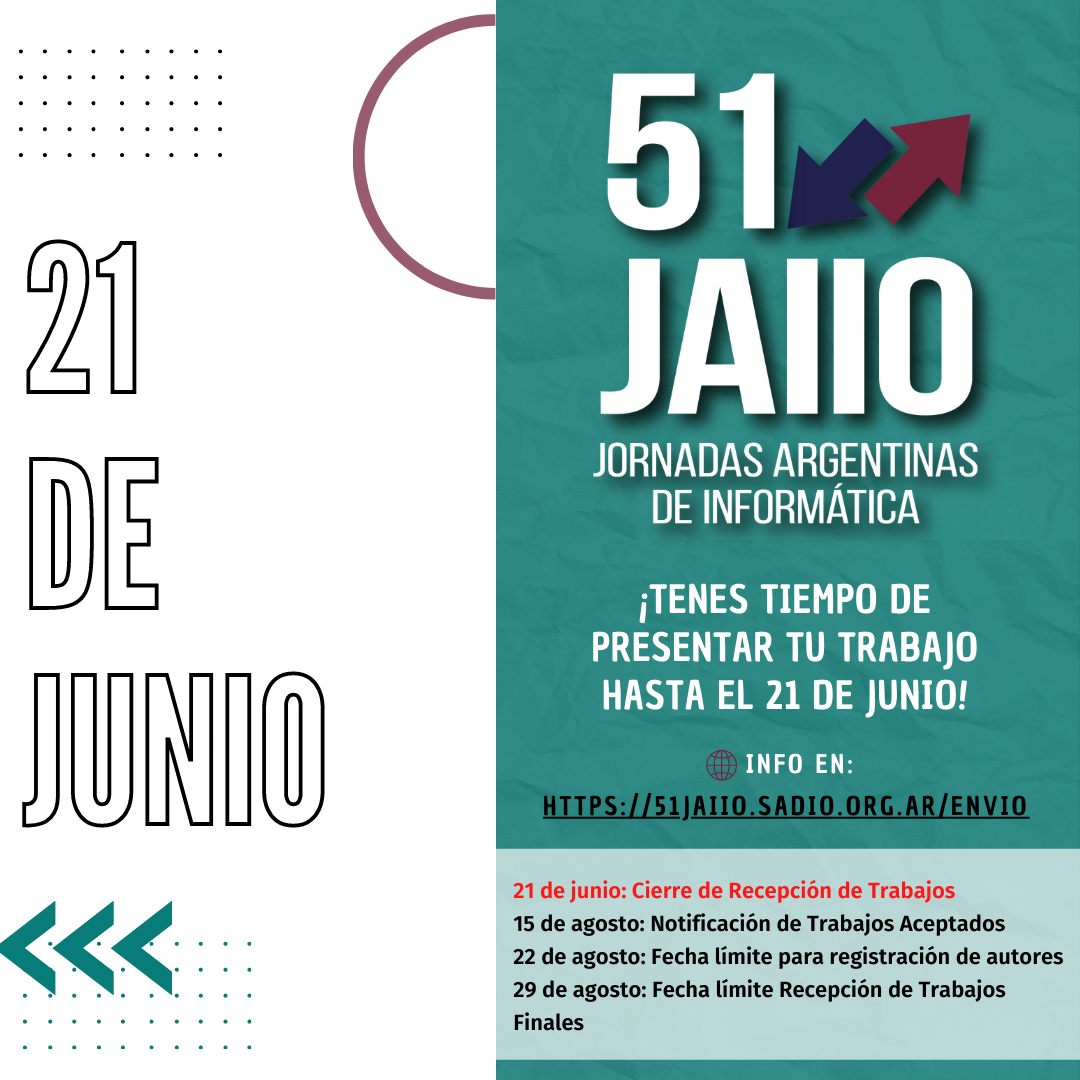 21
DE
JUNIO
51
JAIIO
JORNADAS ARGENTINAS
DE INFORMÁTICA
¡TENES TIEMPO DE
PRESENTAR TU TRABAJO
HASTA EL 21 DE JUNIO!
INFO EN:
HTTPS://51JAIIO.SADIO.ORG.AR/ENVIO
21 de junio: Cierre de Recepción de Trabajos
15 de agosto: Notificación de Trabajos Aceptados
22 de agosto: Fecha límite para registración de autores
29 de agosto: Fecha límite Recepción de Trabajos
Finales